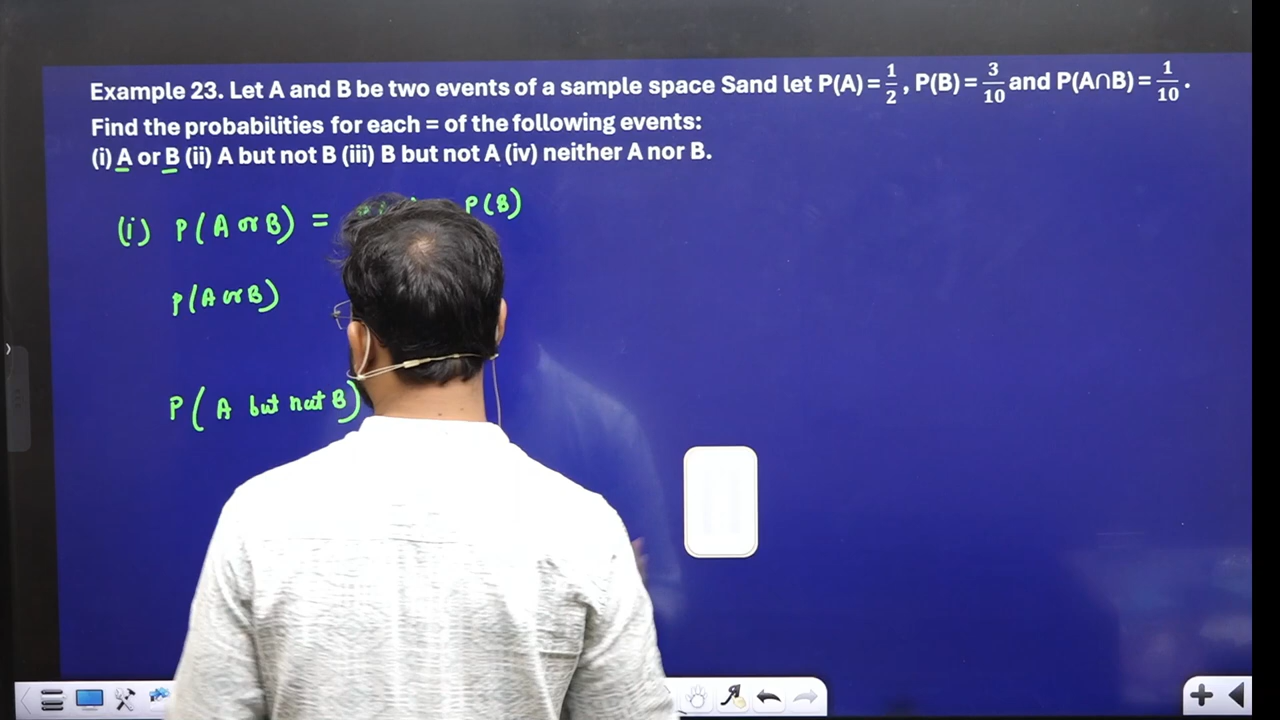 Example 23. Let A and B be two events of a sample space Sand let P(A) = 1/2, P(B) = 3/10 and P(A∩B) = 1/10.
Find the probabilities for each = of the following events:
(i) A or B (ii) A but not B (iii) B but not A (iv) neither A nor B.
(i) P(A or B) = P(B)
P(A or B)
P(A but not B)